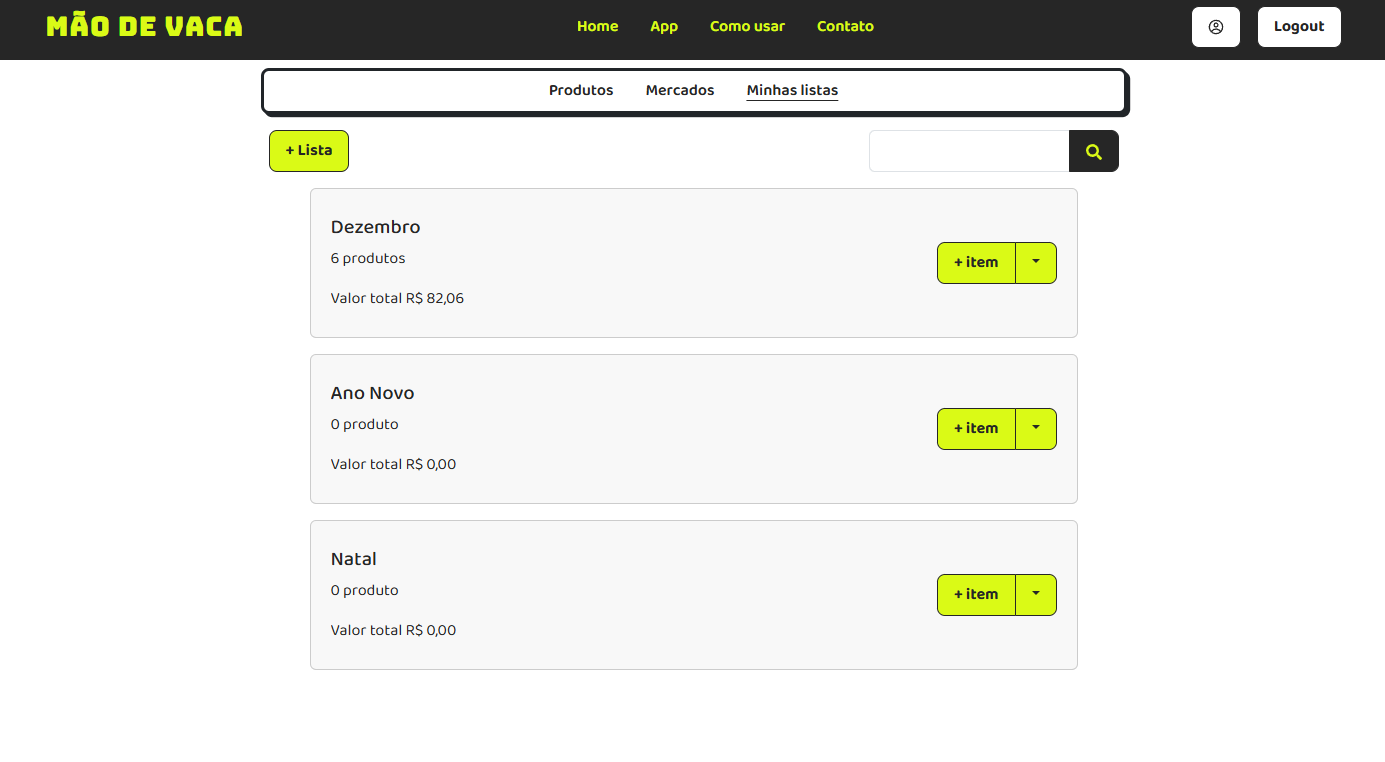 MÃO DE VACA
Home App Como usar Contato
Logout
Produtos Mercados Minhas listas
+ Lista
Dezembro
6 produtos
Valor total R$ 82,06
+ item
Ano Novo
0 produto
Valor total R$ 0,00
+ item
Natal
0 produto
Valor total R$ 0,00
+ item